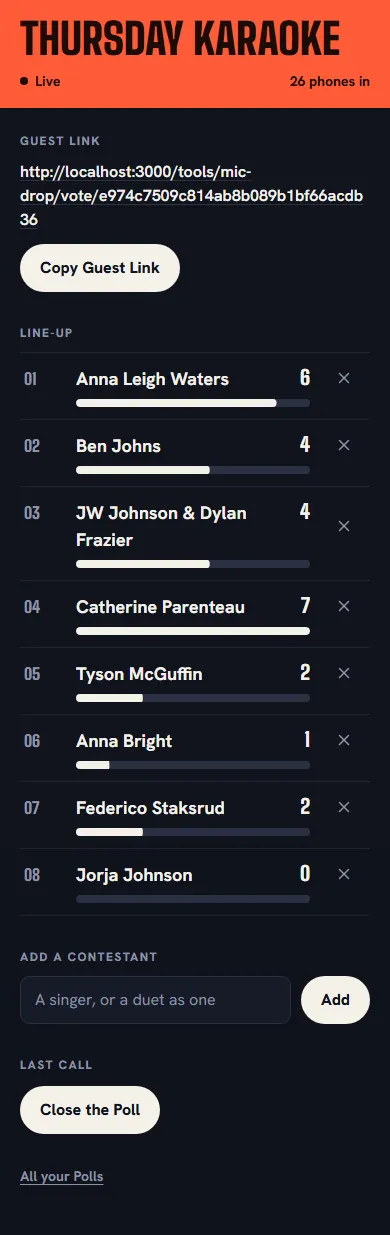 THURSDAY KARAOKE
Live
26 phones in
GUEST LINK
http://localhost:3000/tools/mic-
drop/vote/e974c7509c814ab8b089b1bf66acdb
36
Copy Guest Link
LINE-UP
01 Anna Leigh Waters 6 ×
02 Ben Johns 4 ×
03 JW Johnson & Dylan 4 ×
Frazier
04 Catherine Parenteau 7 ×
05 Tyson McGuffin 2 ×
06 Anna Bright 1 ×
07 Federico Staksrud 2 ×
08 Jorja Johnson 0 ×
ADD A CONTESTANT
A singer, or a duet as one
Add
LAST CALL
Close the Poll
All your Polls